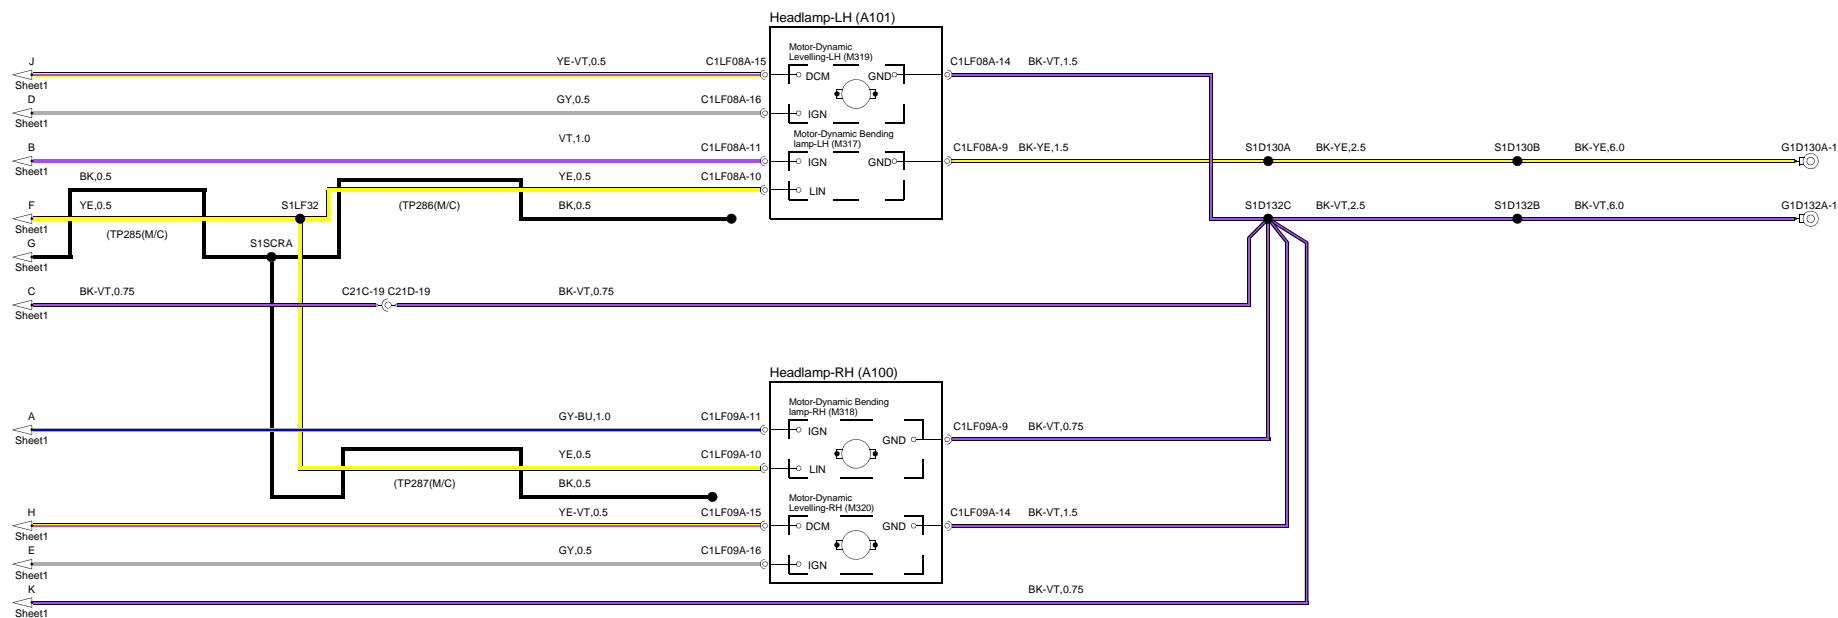 Headlamp-LH (A101)
J
YE-VT,0.5
C1LF08A-15
Motor-Dynamic
Levelling-LH (M319)
C1LF08A-14
BK-VT,1.5
Sheet1
DCM
GND
D
GY,0.5
C1LF08A-16
Sheet1
IGN
B
VT,1.0
C1LF08A-11
Motor-Dynamic Bending
lamp-LH (M317)
C1LF08A-9
BK-YE,1.5
S1D130A
BK-YE,2.5
S1D130B
BK-YE,6.0
G1D130A-1
Sheet1
IGN
GND
BK,0.5
YE,0.5
C1LF08A-10
LIN
F
YE,0.5
S1LF32
(TP286(M/C)
BK,0.5
S1D132C
BK-VT,2.5
S1D132B
BK-VT,6.0
G1D132A-1
Sheet1
(TP285(M/C)
G
S1SCRA
Sheet1
C
BK-VT,0.75
C21C-19 C21D-19
BK-VT,0.75
Sheet1
Headlamp-RH (A100)
A
GY-BU,1.0
C1LF09A-11
Motor-Dynamic Bending
lamp-RH (M318)
C1LF09A-9
BK-VT,0.75
Sheet1
IGN
GND
YE,0.5
C1LF09A-10
LIN
(TP287(M/C)
BK,0.5
H
YE-VT,0.5
C1LF09A-15
Motor-Dynamic
Levelling-RH (M320)
C1LF09A-14
BK-VT,1.5
Sheet1
DCM
GND
E
GY,0.5
C1LF09A-16
Sheet1
IGN
K
BK-VT,0.75
Sheet1